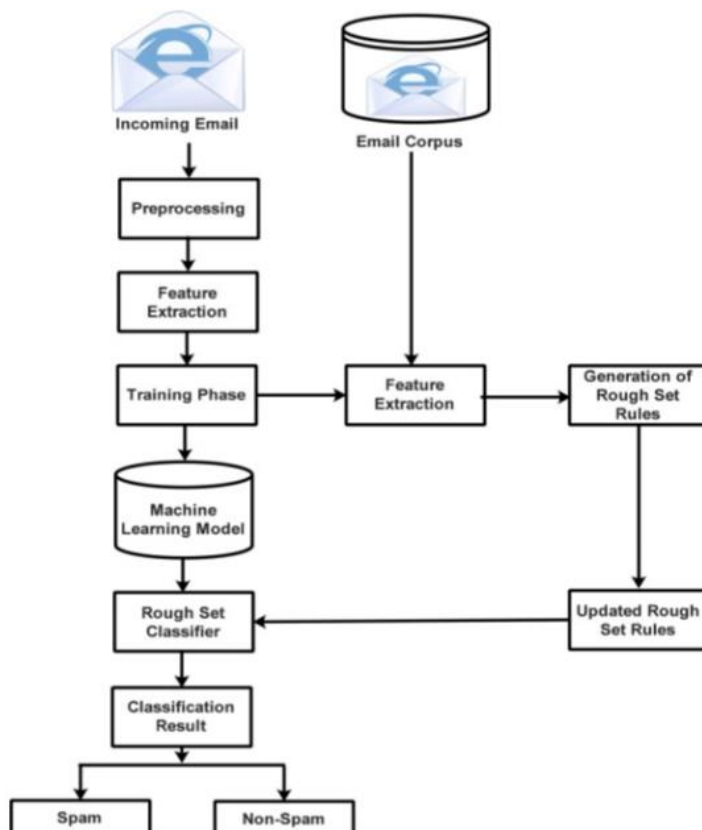 Incoming Email
Email Corpus
Preprocessing
Feature
Extraction
Training Phase
Feature
Extraction
Generation of
Rough Set
Rules
Machine
Learning Model
Rough Set
Classifier
Updated Rough
Set Rules
Classification
Result
Spam
Non-Spam